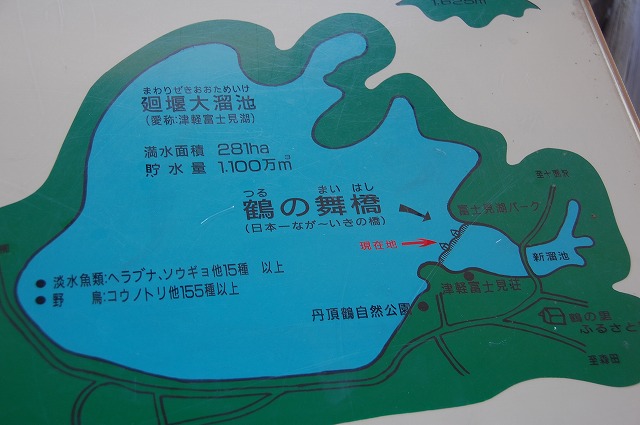 1.625m
まわりぜきおおためいけ
廻堰大溜池
(愛称:津軽富士見湖)
満水面積 281ha
貯水量 1.100万㎥
つる まい はし
鶴の舞橋
(日本一なが〜いきの橋)
富士見湖パーク
現在地
新溜池
淡水魚類:ヘラブナ、ソウギョ他15種 以上
野鳥:コウノトリ他155種以上
津軽富士見荘
丹頂鶴自然公園
鶴の里
ふるさと
至森田